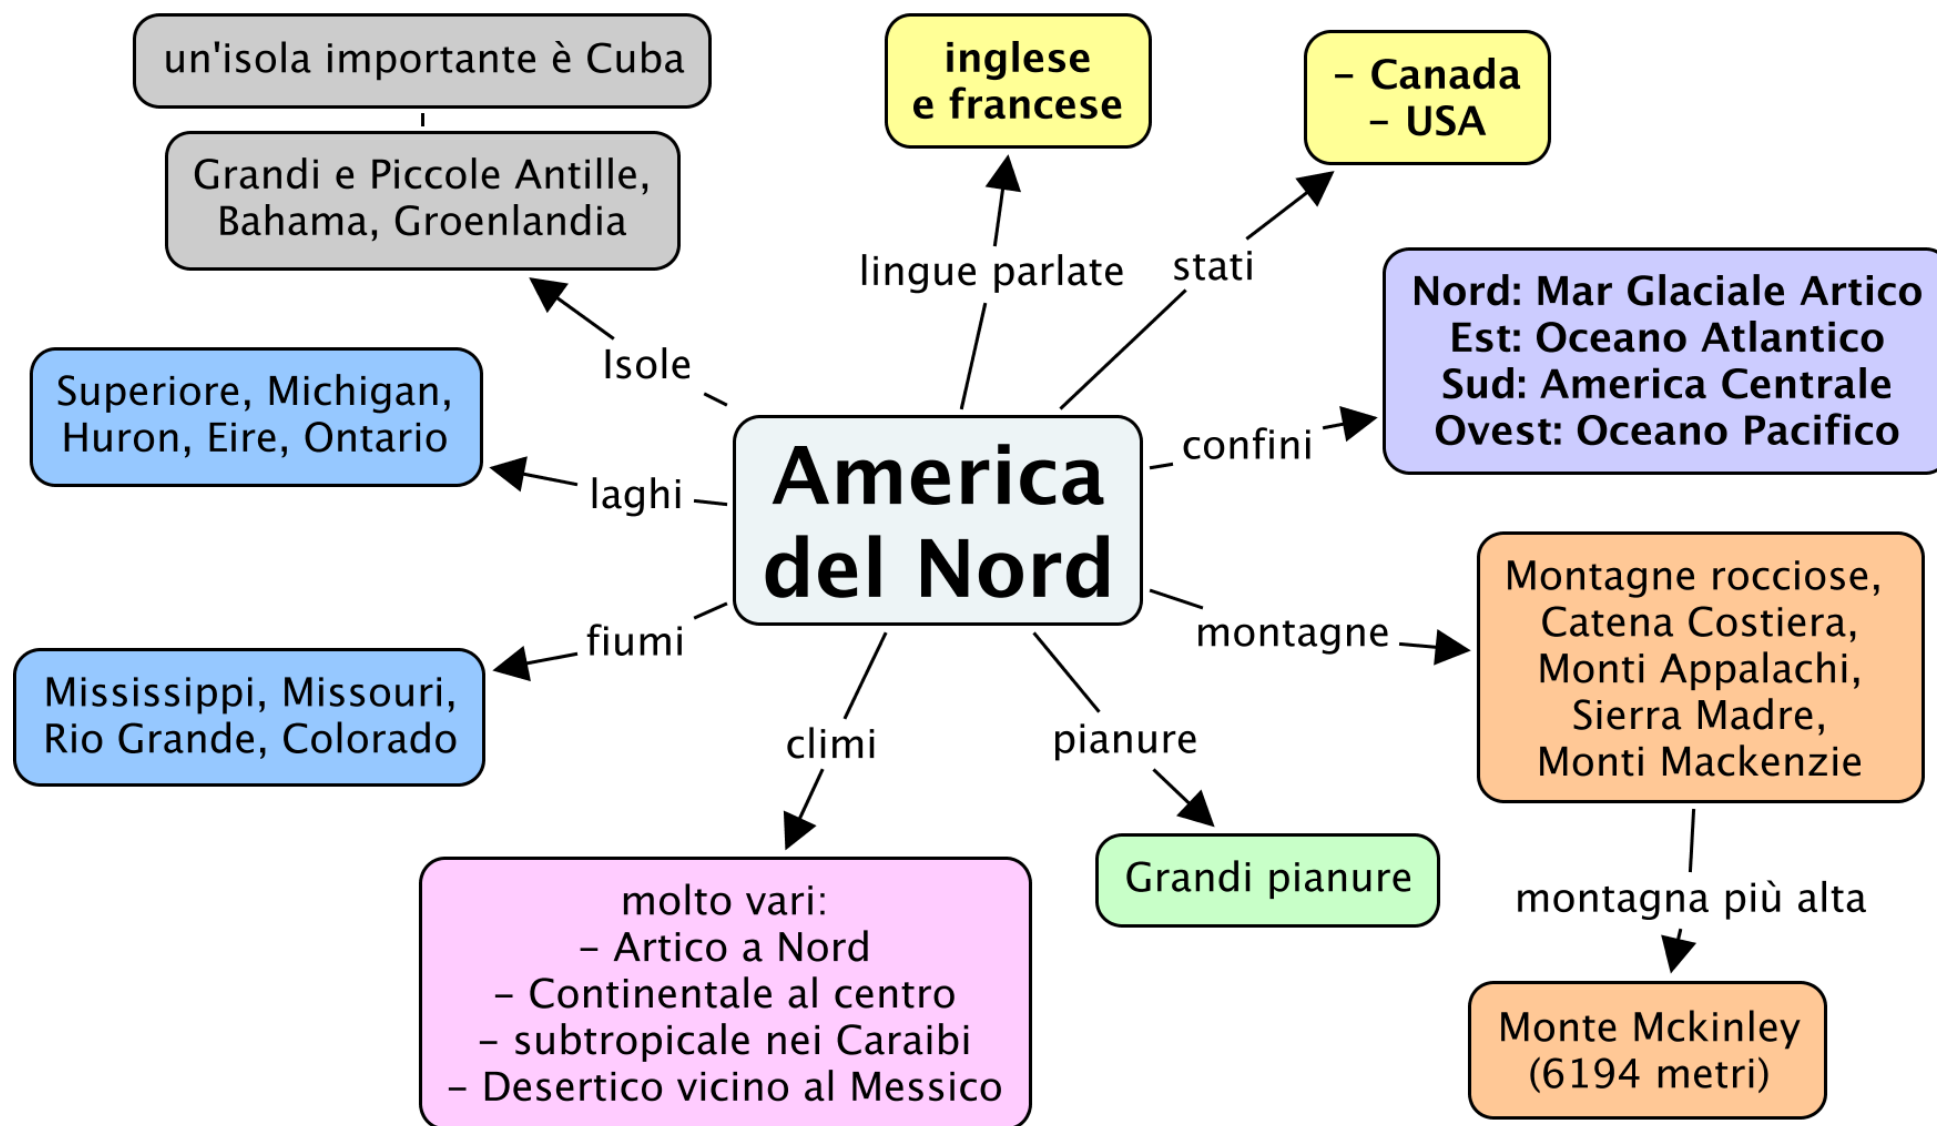 un'isola importante è Cuba
Grandi e Piccole Antille,
Bahama, Groenlandia
inglese
e francese
– Canada
– USA
lingue parlate
stati
Isole
Nord: Mar Glaciale Artico
Est: Oceano Atlantico
Sud: America Centrale
Ovest: Oceano Pacifico
Superiore, Michigan,
Huron, Eire, Ontario
laghi
confini
America
del Nord
fiumi
Mississippi, Missouri,
Rio Grande, Colorado
montagne
Montagne rocciose,
Catena Costiera,
Monti Appalachi,
Sierra Madre,
Monti Mackenzie
climi
pianure
molto vari:
– Artico a Nord
– Continentale al centro
– subtropicale nei Caraibi
– Desertico vicino al Messico
Grandi pianure
montagna più alta
Monte Mckinley
(6194 metri)